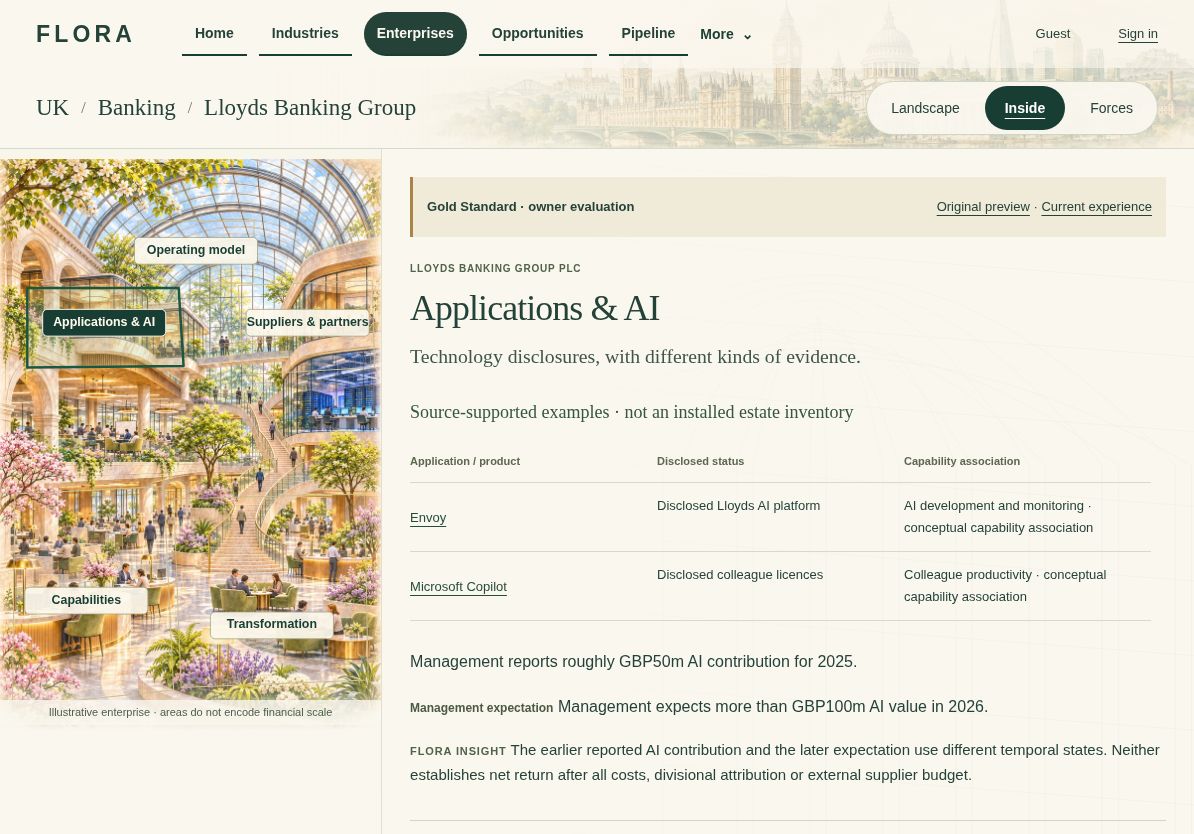 FLORA
Home
Industries
Enterprises
Opportunities
Pipeline
More
Guest
Sign in
UK / Banking / Lloyds Banking Group
Landscape
Inside
Forces
Operating model
Applications & AI
Suppliers & partners
Capabilities
Transformation
Illustrative enterprise · areas do not encode financial scale
Gold Standard · owner evaluation
Original preview · Current experience
LLOYDS BANKING GROUP PLC
Applications & AI
Technology disclosures, with different kinds of evidence.
Source-supported examples · not an installed estate inventory
Application / product
Disclosed status
Capability association
Envoy
Disclosed Lloyds AI platform
AI development and monitoring ·
conceptual capability association
Microsoft Copilot
Disclosed colleague licences
Colleague productivity · conceptual
capability association
Management reports roughly GBP50m AI contribution for 2025.
Management expectation Management expects more than GBP100m AI value in 2026.
FLORA INSIGHT The earlier reported AI contribution and the later expectation use different temporal states. Neither
establishes net return after all costs, divisional attribution or external supplier budget.